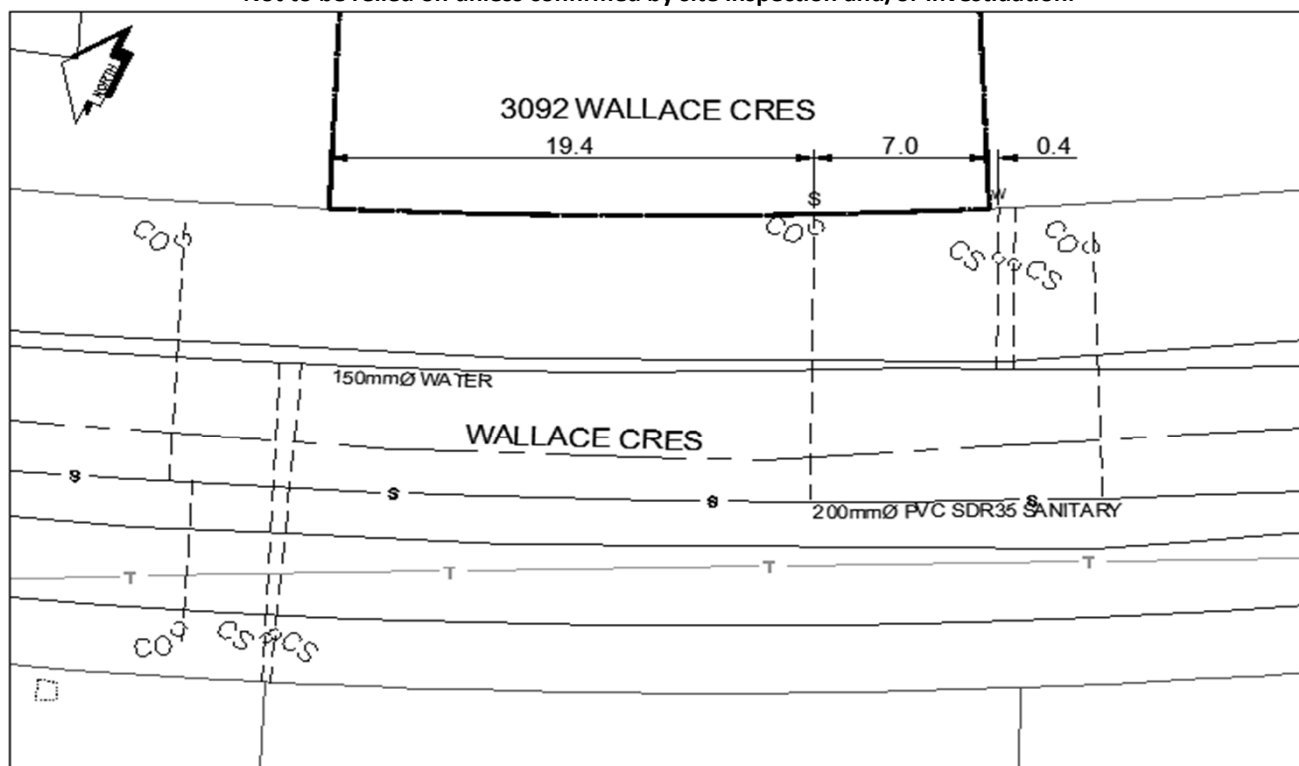 Not to be relied on unless confirmed by site inspection and/or investigation.
NORTH
3092 WALLACE CRES
19.4 7.0 0.4
S W
CO CO CO
CS CS
150mmØ WATER
WALLACE CRES
S S S S
200mmØ PVC SDR35 SANITARY
T T T T
CO CS CS